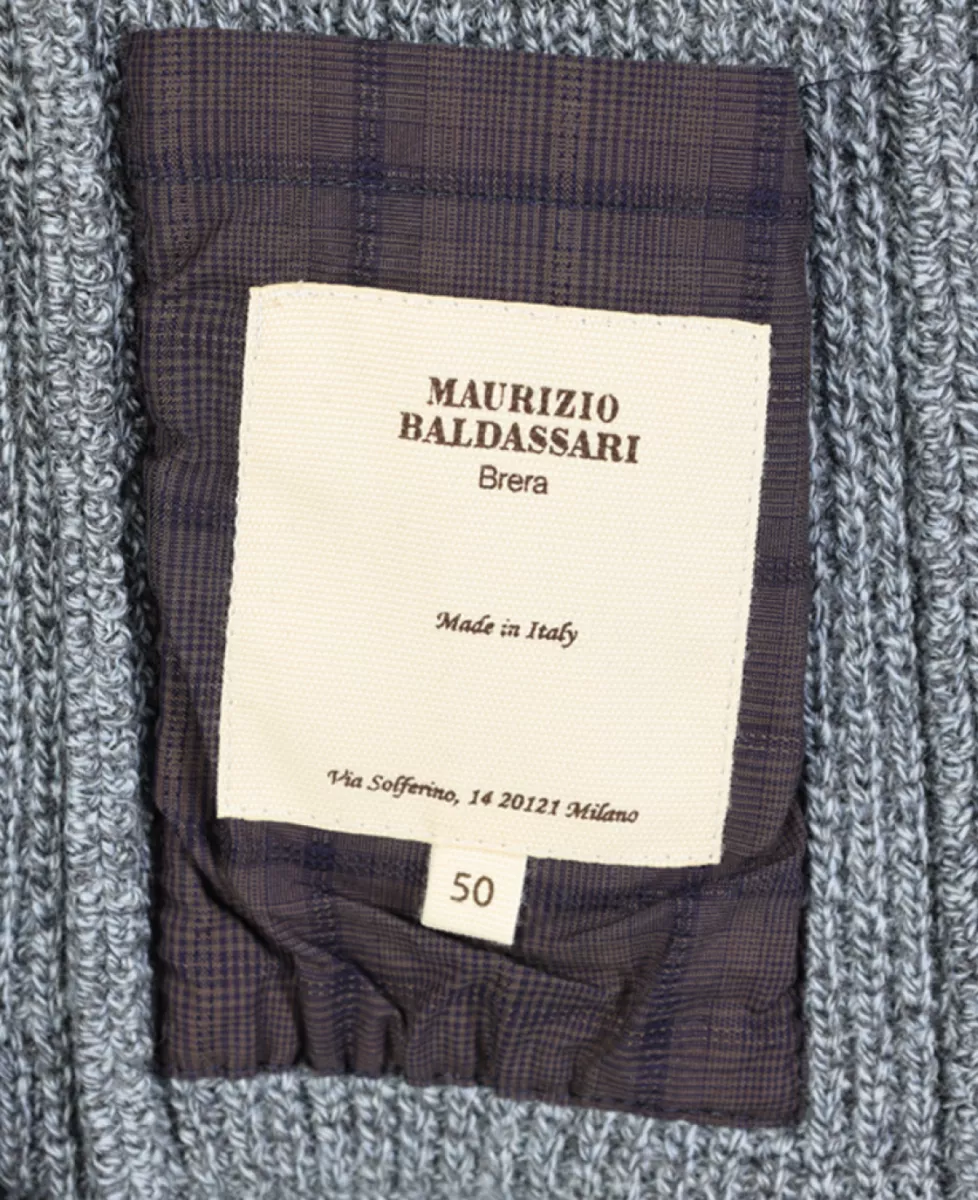 MAURIZIO
BALDASSARI
Brera
Made in Italy
Via Solferino, 14 20121 Milano
50